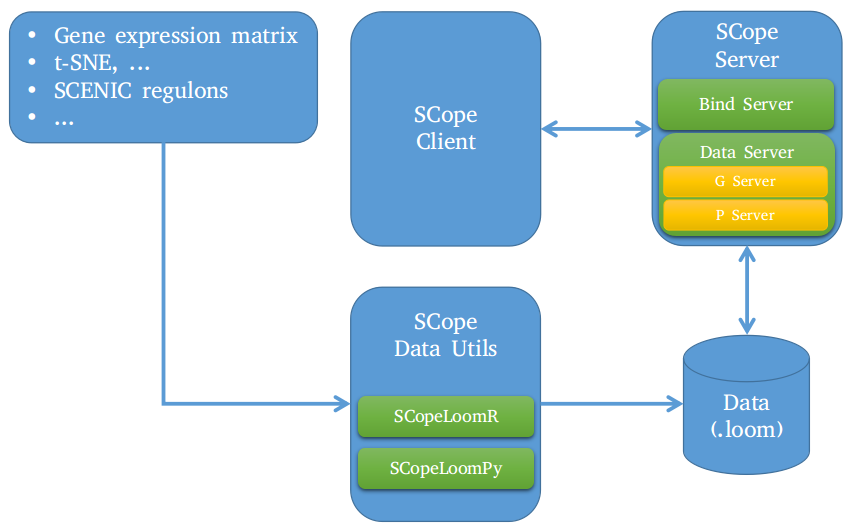 • Gene expression matrix
• t-SNE, ...
• SCENIC regulons
• ...
SCope
Client
SCope
Server
Bind Server
Data Server
G Server
P Server
SCope
Data Utils
SCopeLoomR
SCopeLoomPy
Data
(.loom)